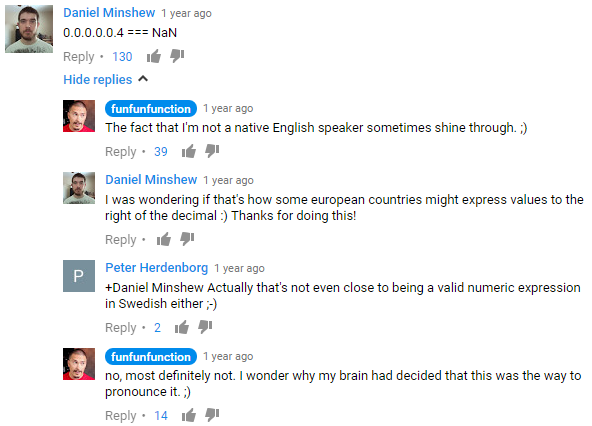 Daniel Minshew 1 year ago
0.0.0.0.0.4 === NaN
Reply • 130
Hide replies
funfunfunction 1 year ago
The fact that I'm not a native English speaker sometimes shine through. ;)
Reply • 39
Daniel Minshew 1 year ago
I was wondering if that's how some european countries might express values to the
right of the decimal :) Thanks for doing this!
Reply •
P
Peter Herdenborg 1 year ago
+Daniel Minshew Actually that's not even close to being a valid numeric expression
in Swedish either ;-)
Reply • 2
funfunfunction 1 year ago
no, most definitely not. I wonder why my brain had decided that this was the way to
pronounce it. ;)
Reply • 14